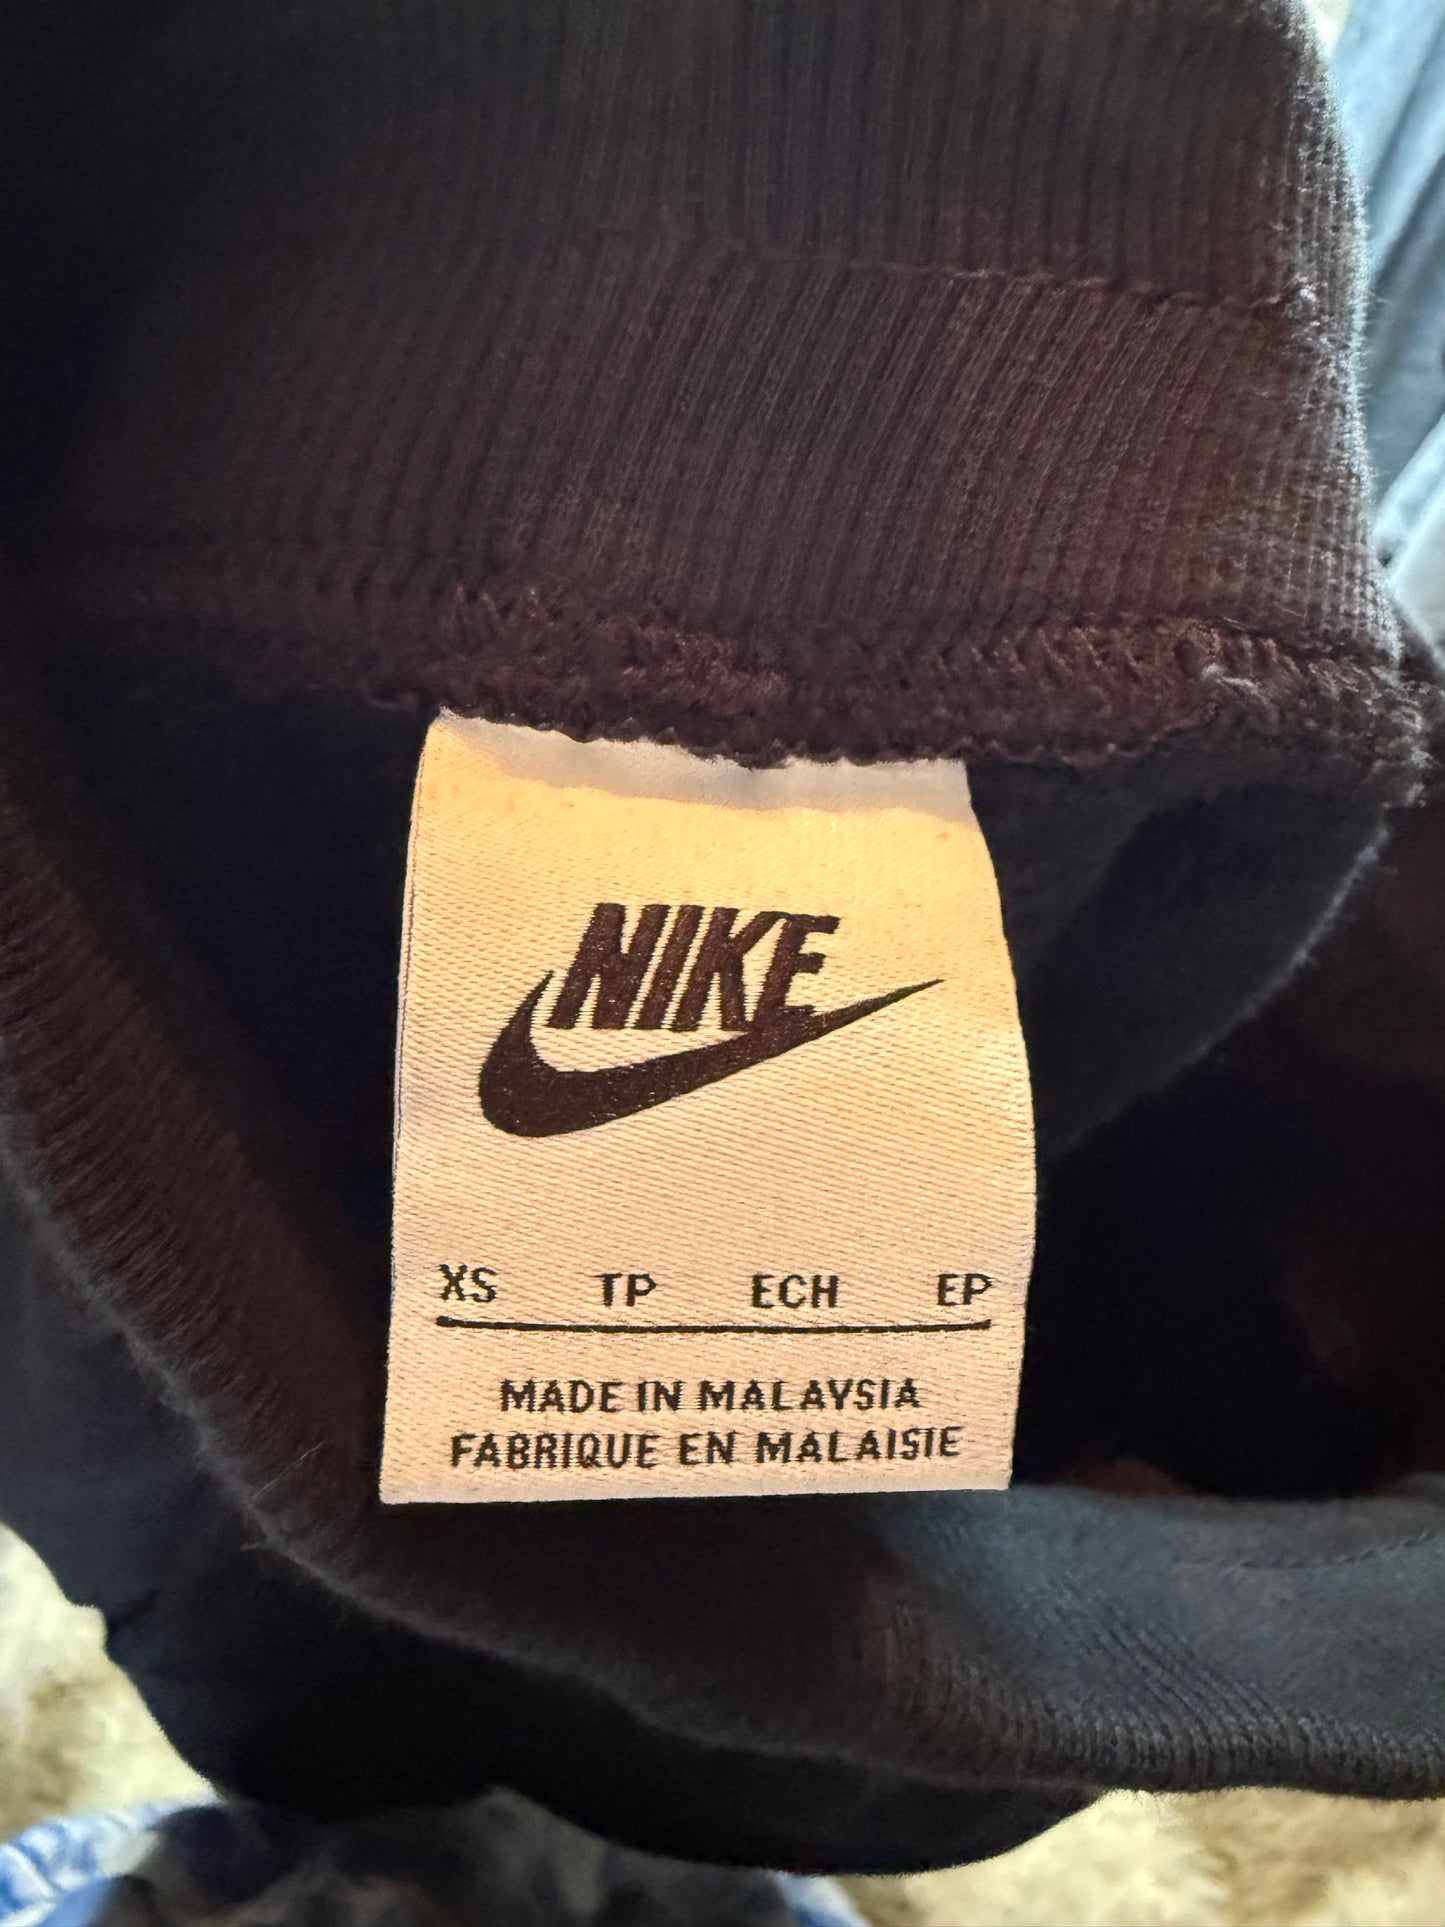 NIKE
XS TP ECH EP
MADE IN MALAYSIA
FABRIQUE EN MALAISIE